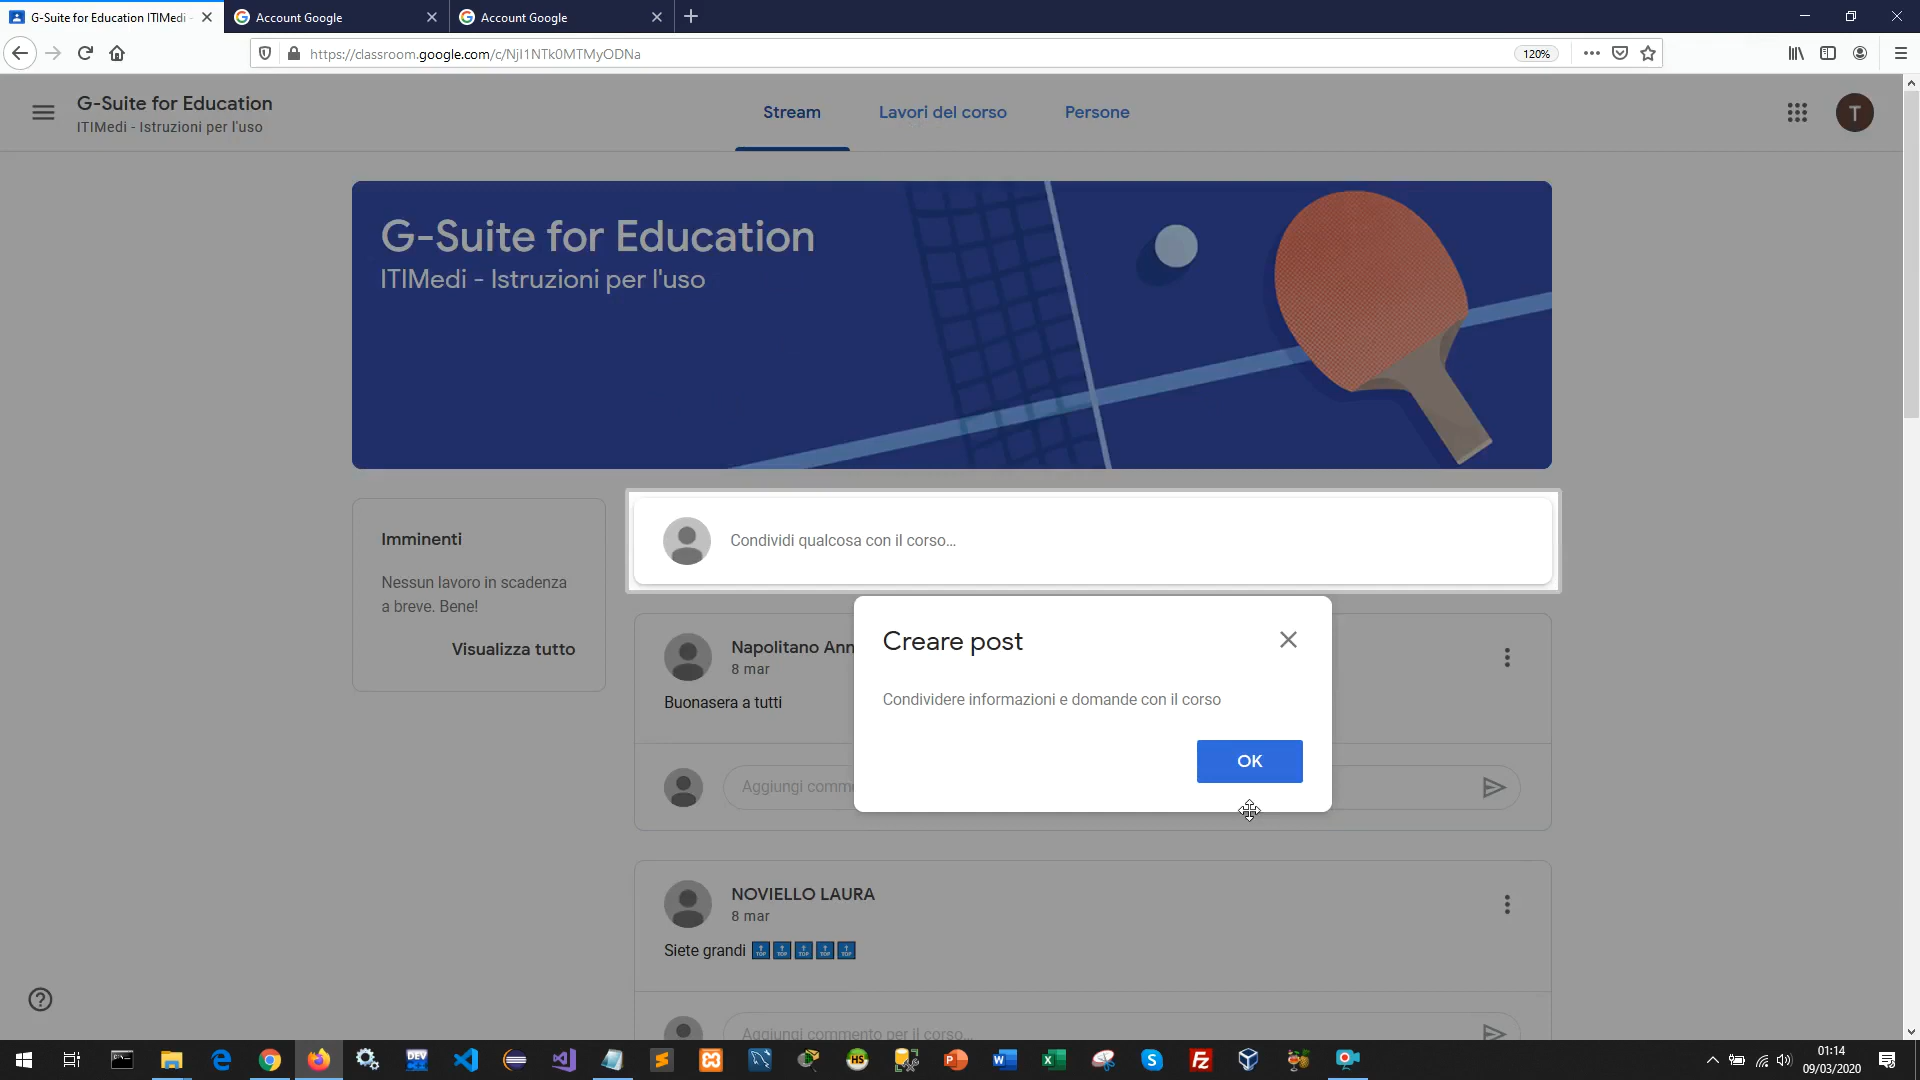 G-Suite for Education ITIMedi -
Account Google
Account Google
https://classroom.google.com/c/NjI1NTk0MTMyODNa
120%
G-Suite for Education
ITIMedi - Istruzioni per l'uso
Stream
Lavori del corso
Persone
T
G-Suite for Education
ITIMedi - Istruzioni per l'uso
Imminenti
Nessun lavoro in scadenza
a breve. Bene!
Visualizza tutto
Condividi qualcosa con il corso…
Napolitano Ann
8 mar
Buonasera a tutti
Aggiungi comme
Creare post
Condividere informazioni e domande con il corso
OK
NOVIELLO LAURA
8 mar
Siete grandi 🔝🔝🔝🔝🔝
Aggiungi commento per il corso…
DEV
HS
01:14
09/03/2020